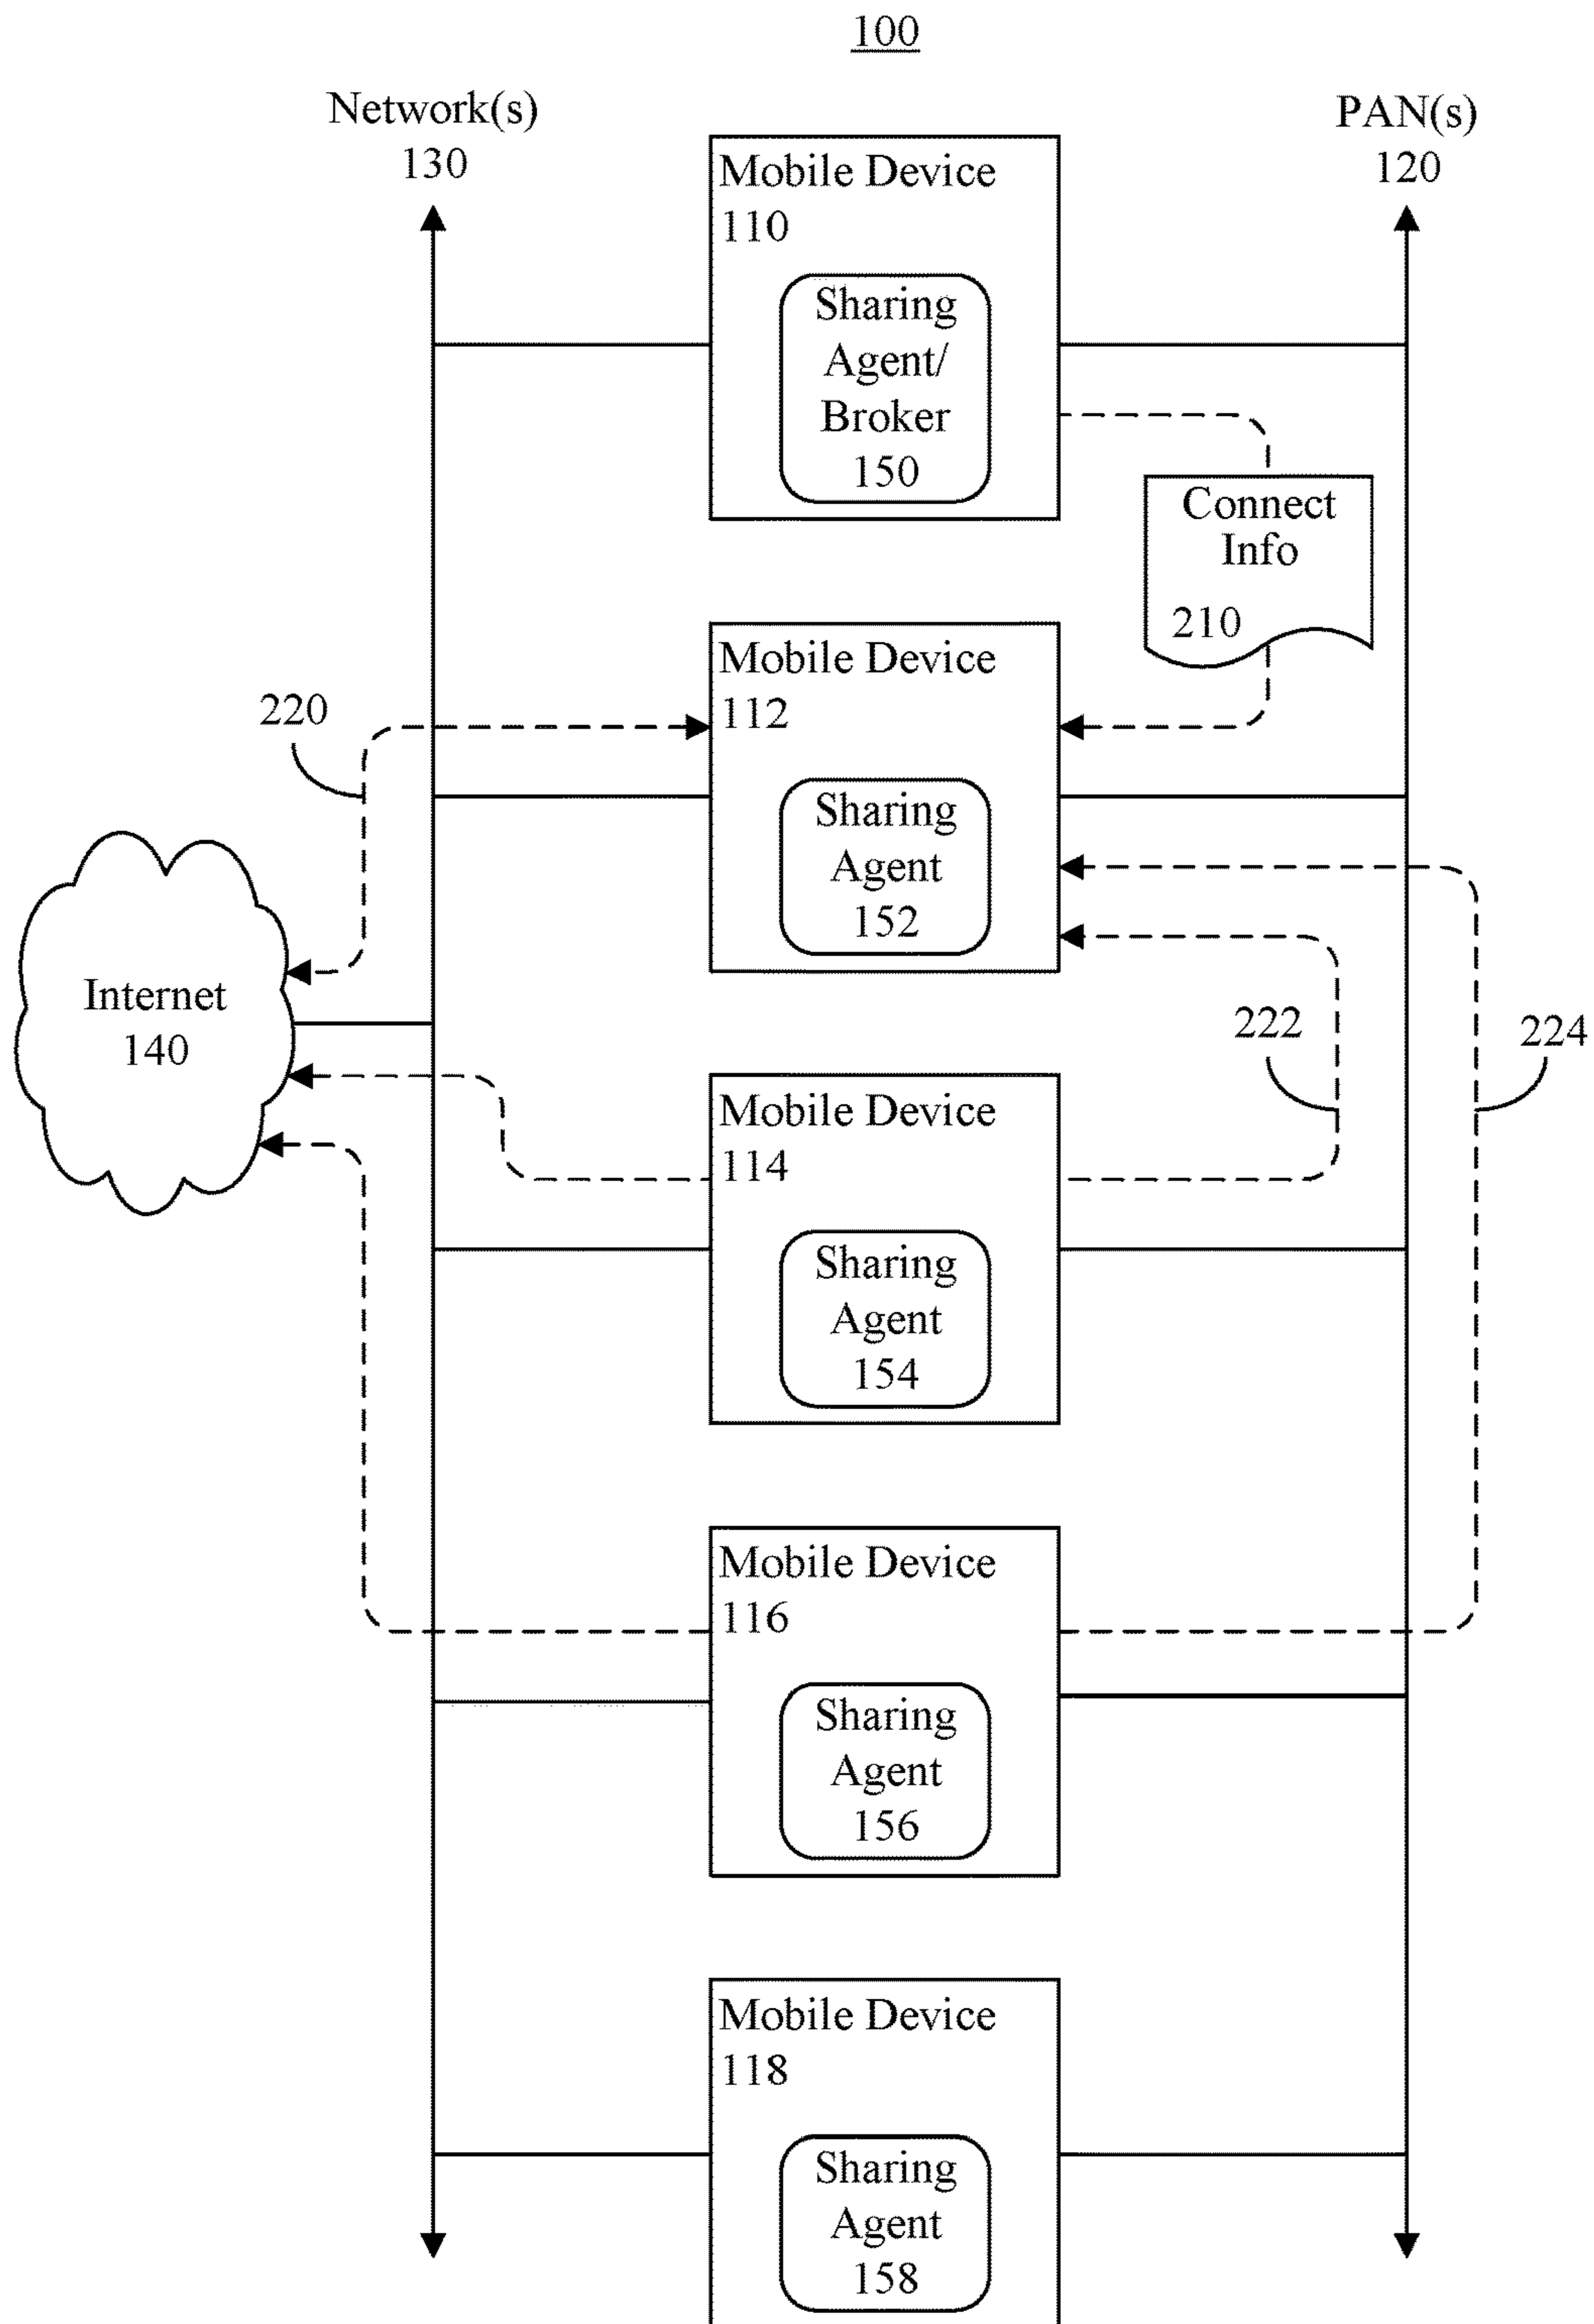 100
Network(s)
130
PAN(s)
120
Mobile Device
110
Sharing
Agent/
Broker
150
Connect
Info
210
Mobile Device
112
220
Sharing
Agent
152
Internet
140
222
224
Mobile Device
114
Sharing
Agent
154
Mobile Device
116
Sharing
Agent
156
Mobile Device
118
Sharing
Agent
158